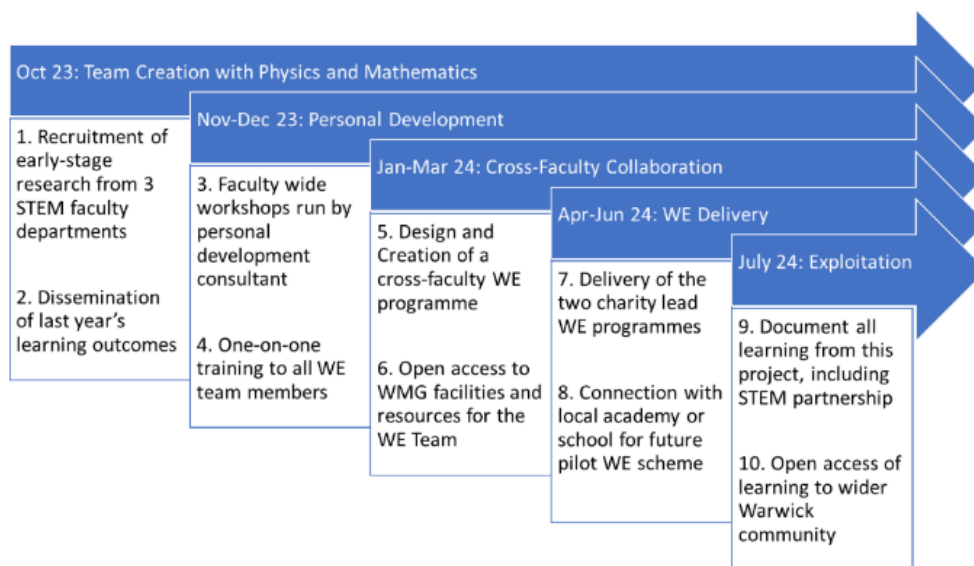 Oct 23: Team Creation with Physics and Mathematics
1. Recruitment of
early-stage
research from 3
STEM faculty
departments
2. Dissemination
of last year's
learning outcomes
Nov-Dec 23: Personal Development
3. Faculty wide
workshops run by
personal
development
consultant
4. One-on-one
training to all WE
team members
Jan-Mar 24: Cross-Faculty Collaboration
5. Design and
Creation of a
cross-faculty WE
programme
6. Open access to
WMG facilities and
resources for the
WE Team
Apr-Jun 24: WE Delivery
7. Delivery of the
two charity lead
WE programmes
8. Connection with
local academy or
school for future
pilot WE scheme
July 24: Exploitation
9. Document all
learning from this
project, including
STEM partnership
10. Open access of
learning to wider
Warwick
community